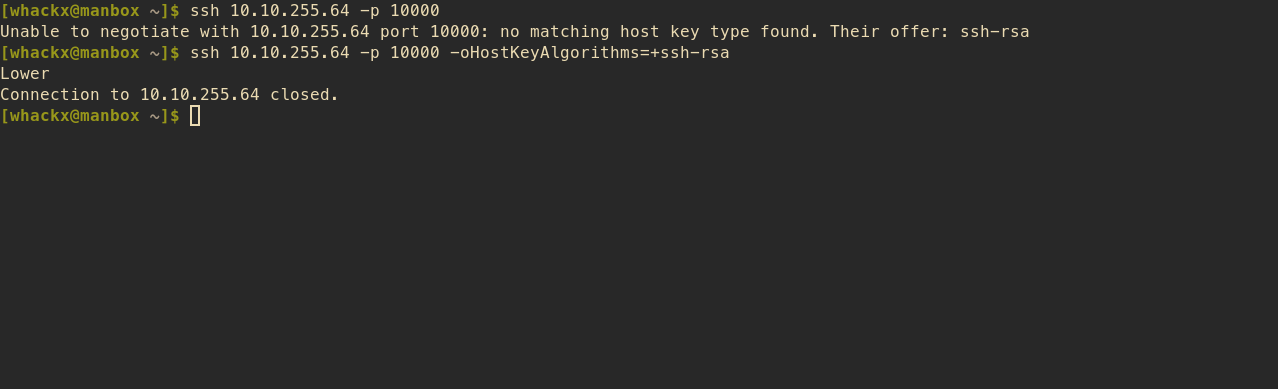 [whackx@manbox ~]$ ssh 10.10.255.64 -p 10000
Unable to negotiate with 10.10.255.64 port 10000: no matching host key type found. Their offer: ssh-rsa
[whackx@manbox ~]$ ssh 10.10.255.64 -p 10000 -oHostKeyAlgorithms=+ssh-rsa
Lower
Connection to 10.10.255.64 closed.
[whackx@manbox ~]$